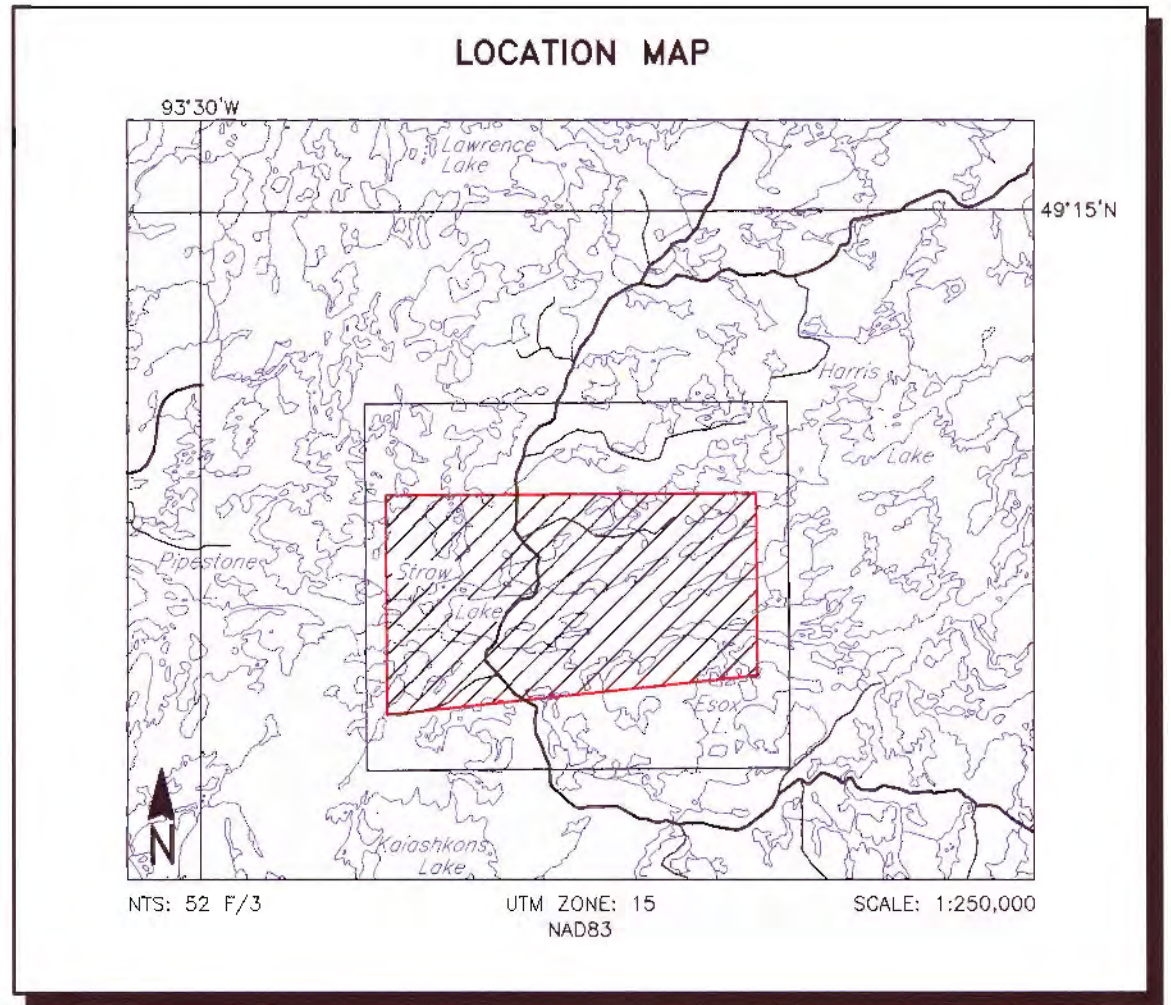 LOCATION MAP
93°30'W
Lawrence
Lake
49°15'N
Harris
Lake
Pipestone
Straw
Lake
Esox
L.
Kaiashkons
Lake
N
NTS: 52 F/3
UTM ZONE: 15
SCALE: 1:250,000
NAD83